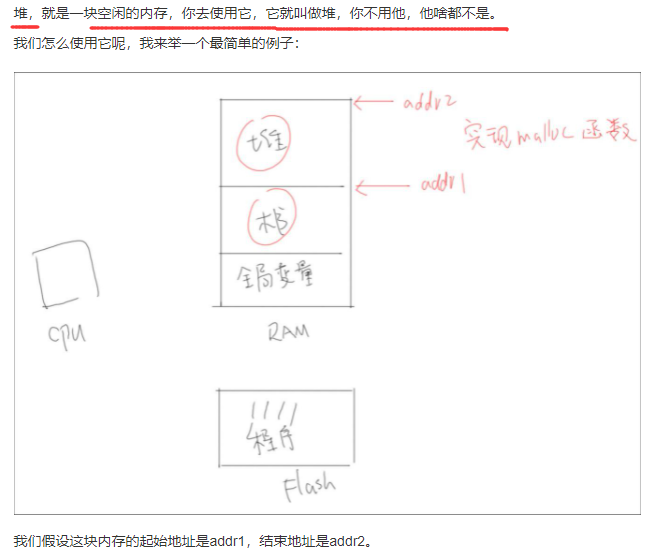 堆，就是一块空闲的内存，你去使用它，它就叫做堆，你不用他，他啥都不是。
我们怎么使用它呢，我来举一个最简单的例子：
addr2
堆
实现malluc函数
addr1
栈
全局变量
CPU
RAM
程序
Flash
我们假设这块内存的起始地址是addr1，结束地址是addr2。